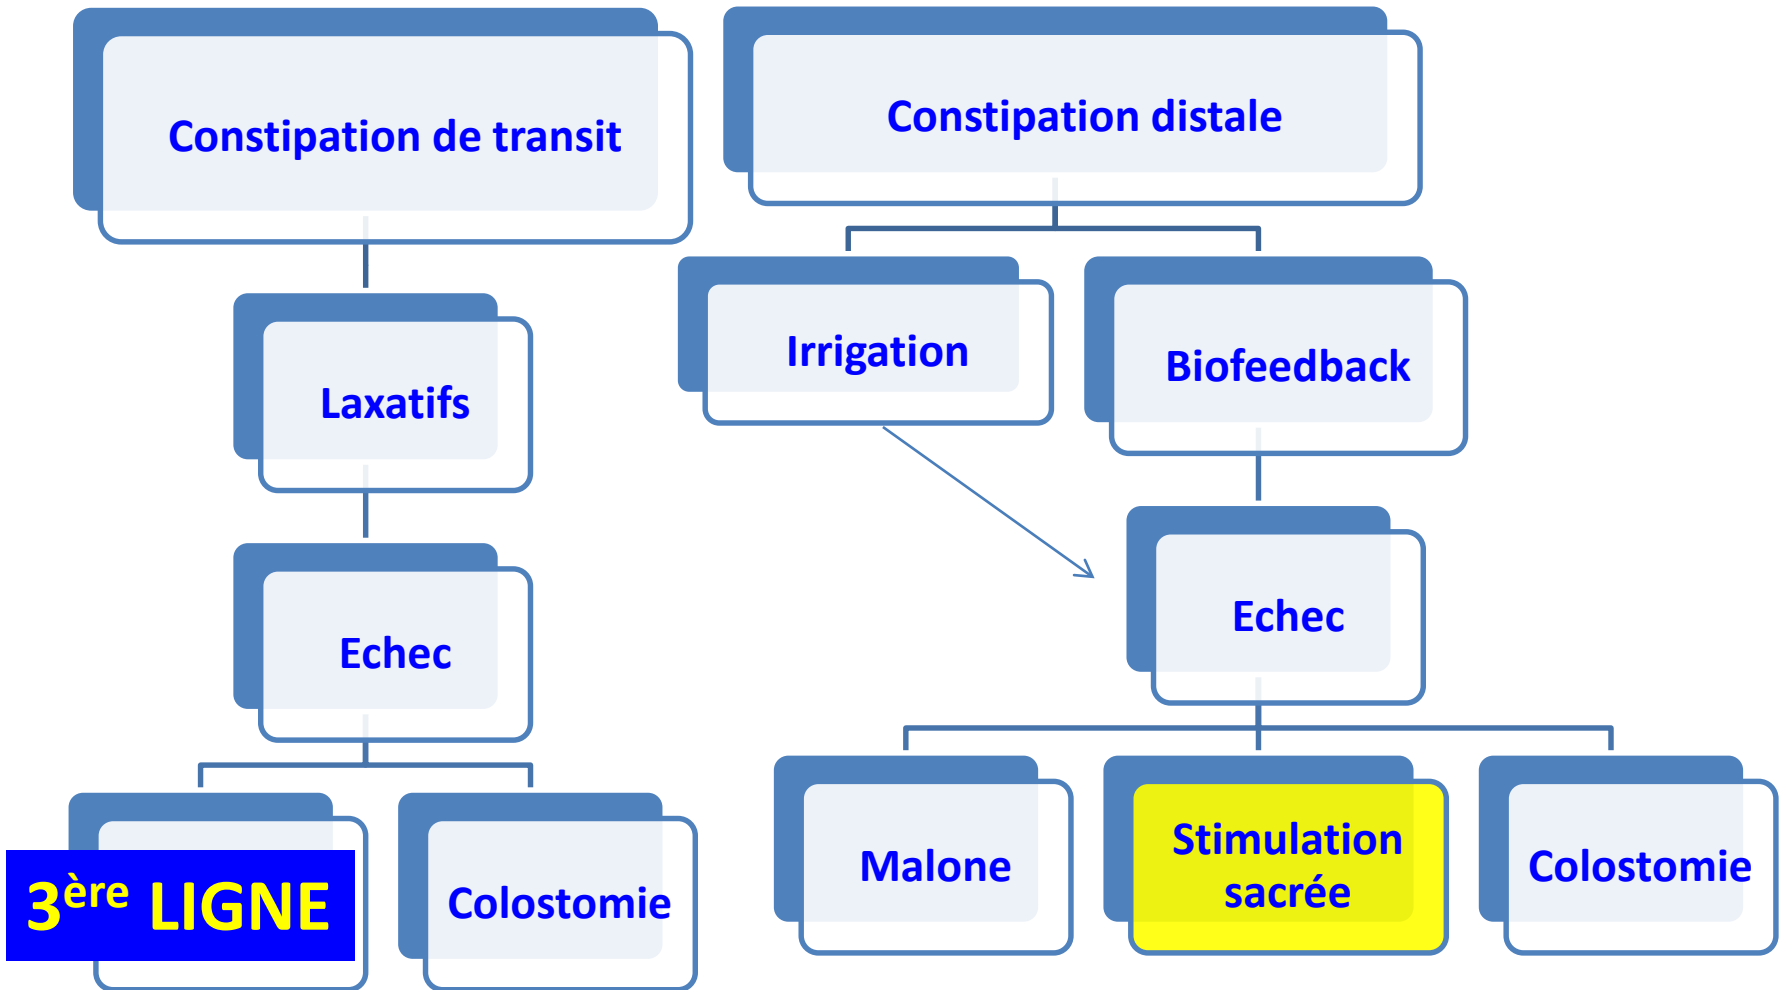 Constipation de transit
Constipation distale
Irrigation
Biofeedback
Laxatifs
Echec
Echec
Malone
Stimulation
sacrée
Colostomie
3ère LIGNE
Colostomie